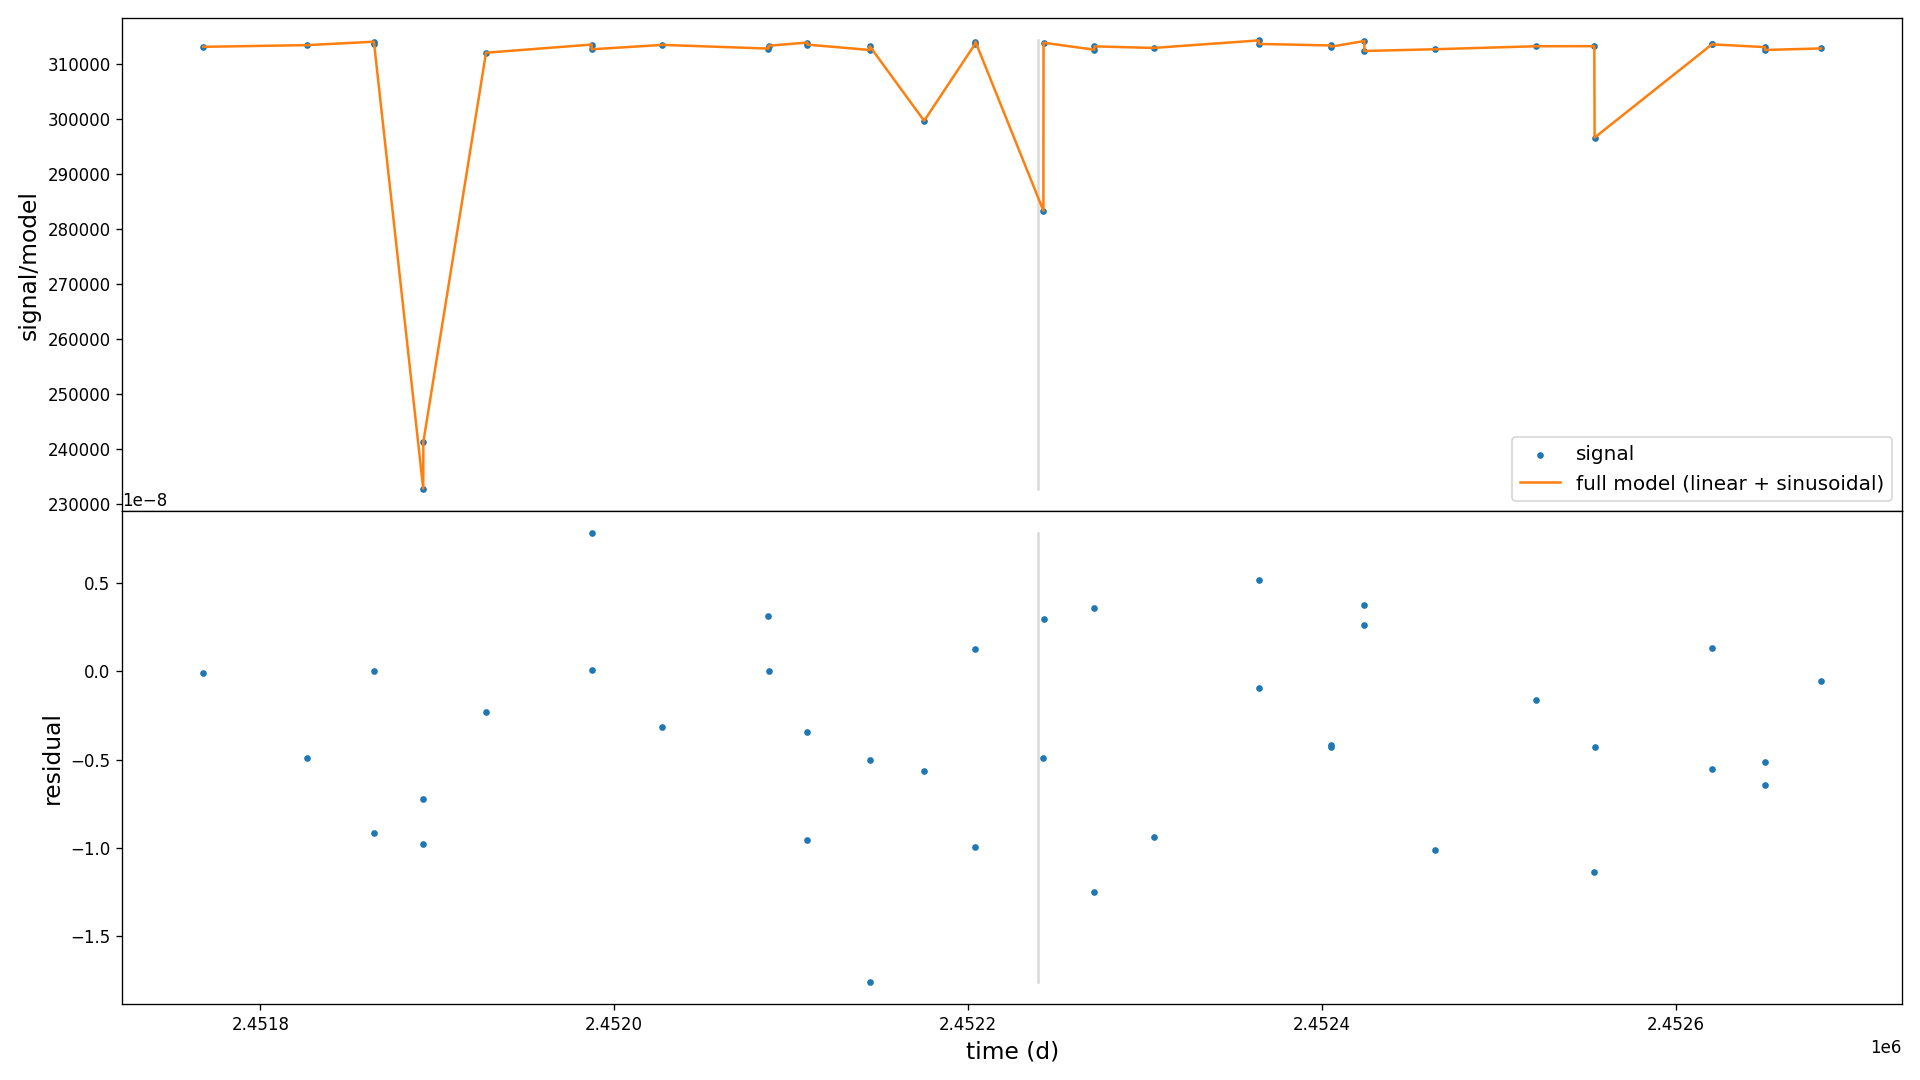 signal/model
310000
300000
290000
280000
270000
260000
250000
240000
230000
signal
full model (linear + sinusoidal)
1e−8
residual
0.5
0.0
−0.5
−1.0
−1.5
2.4518
2.4520
2.4522
2.4524
2.4526
time (d)
1e6